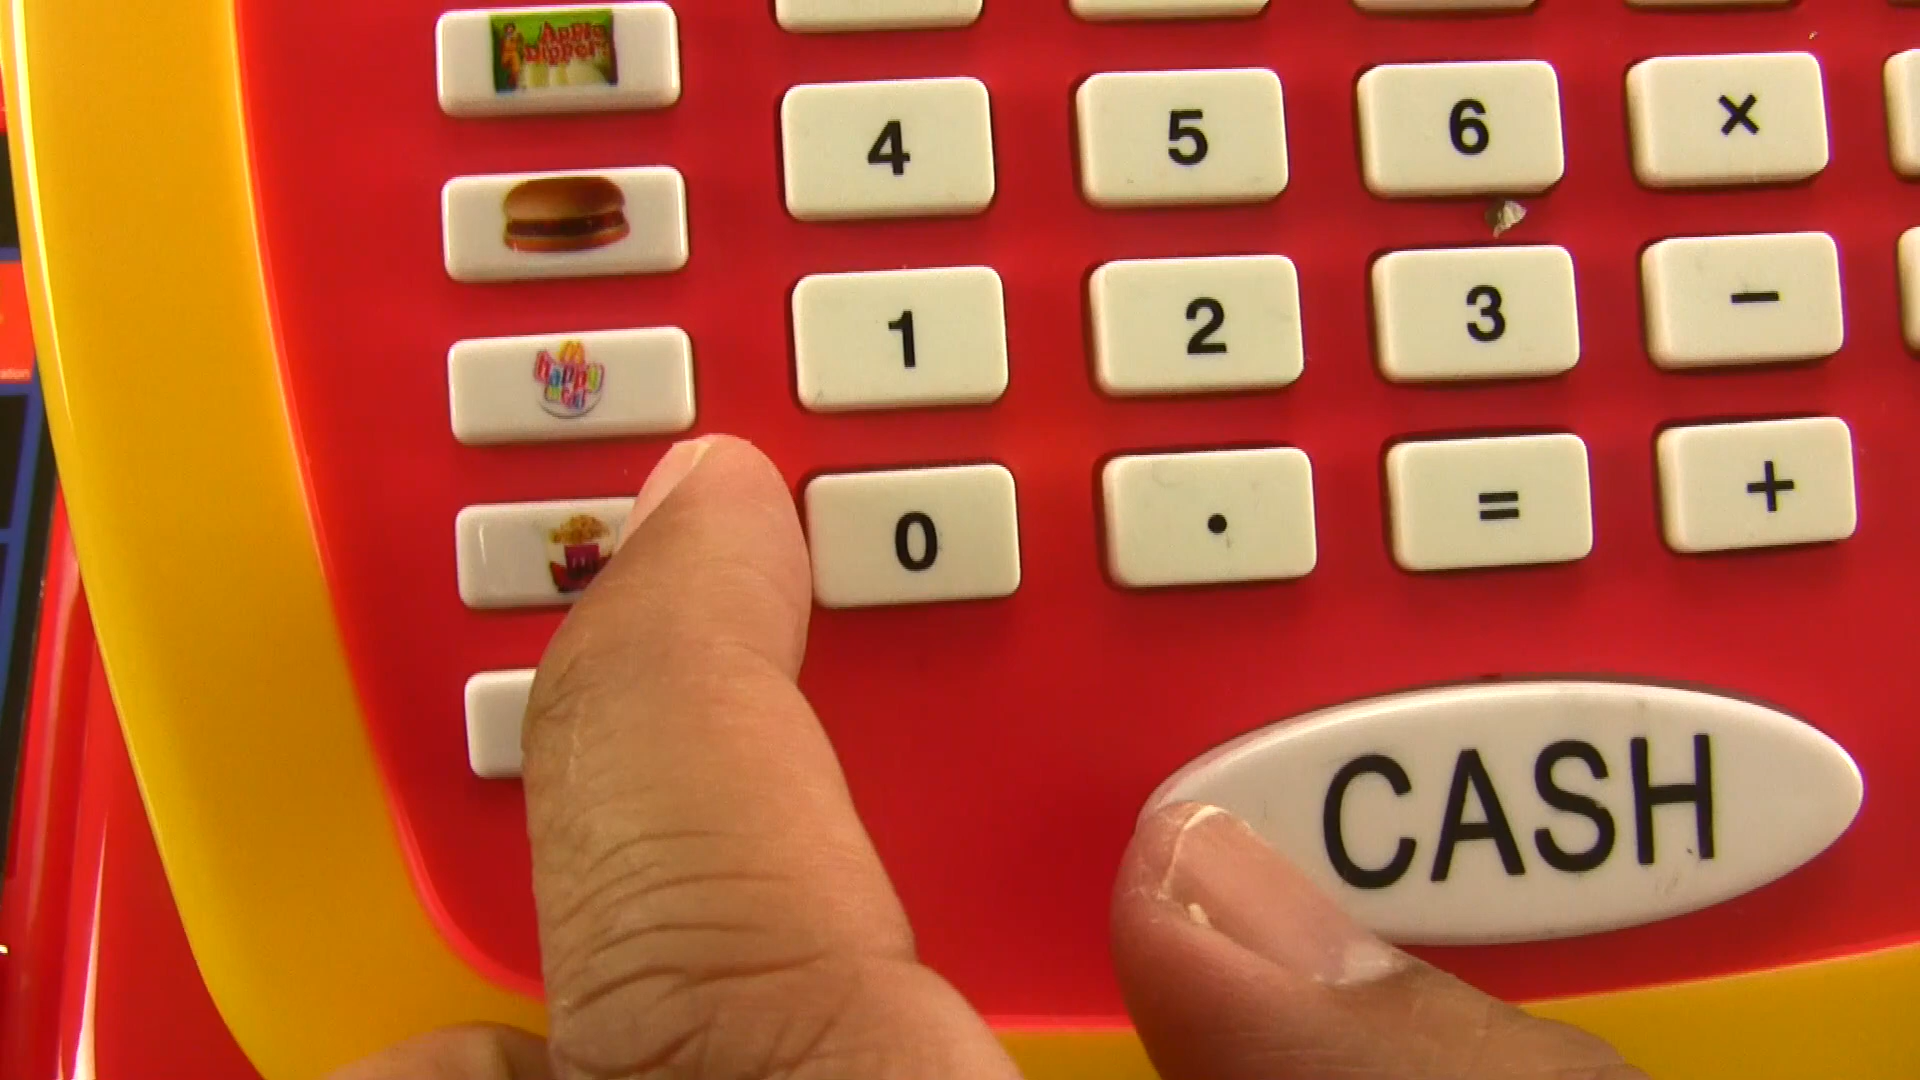 Apple
Dippers
4 5 6 ×
1 2 3 −
happy
meal
0 . = +
CASH